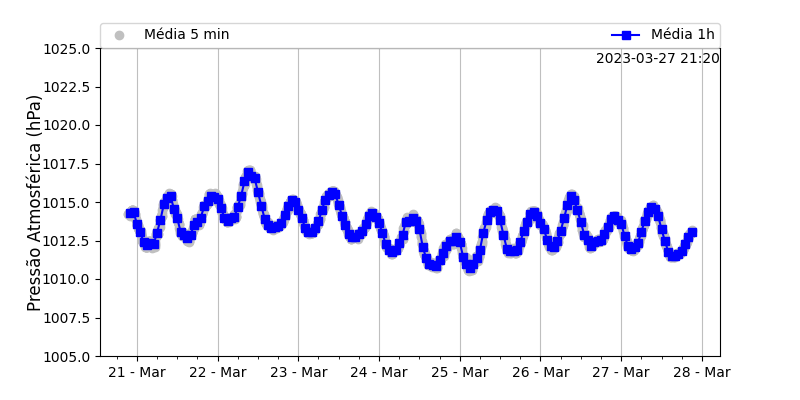 Média 5 min
Média 1h
2023-03-27 21:20
Pressão Atmosférica (hPa)
1025.0
1022.5
1020.0
1017.5
1015.0
1012.5
1010.0
1007.5
1005.0
21 - Mar
22 - Mar
23 - Mar
24 - Mar
25 - Mar
26 - Mar
27 - Mar
28 - Mar